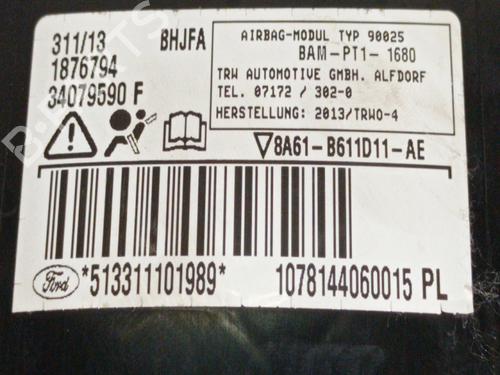 311/13 BHJFA
1876794
34079590 F
AIRBAG-MODUL TYP 90025
BAM-PT1-1680
TRW AUTOMOTIVE GMBH. ALFDORF
TEL. 07172 / 302-0
HERSTELLUNG: 2013/TRWO-4
8A61-B611D11-AE
*513311101989* 1078144060015 PL
Ford